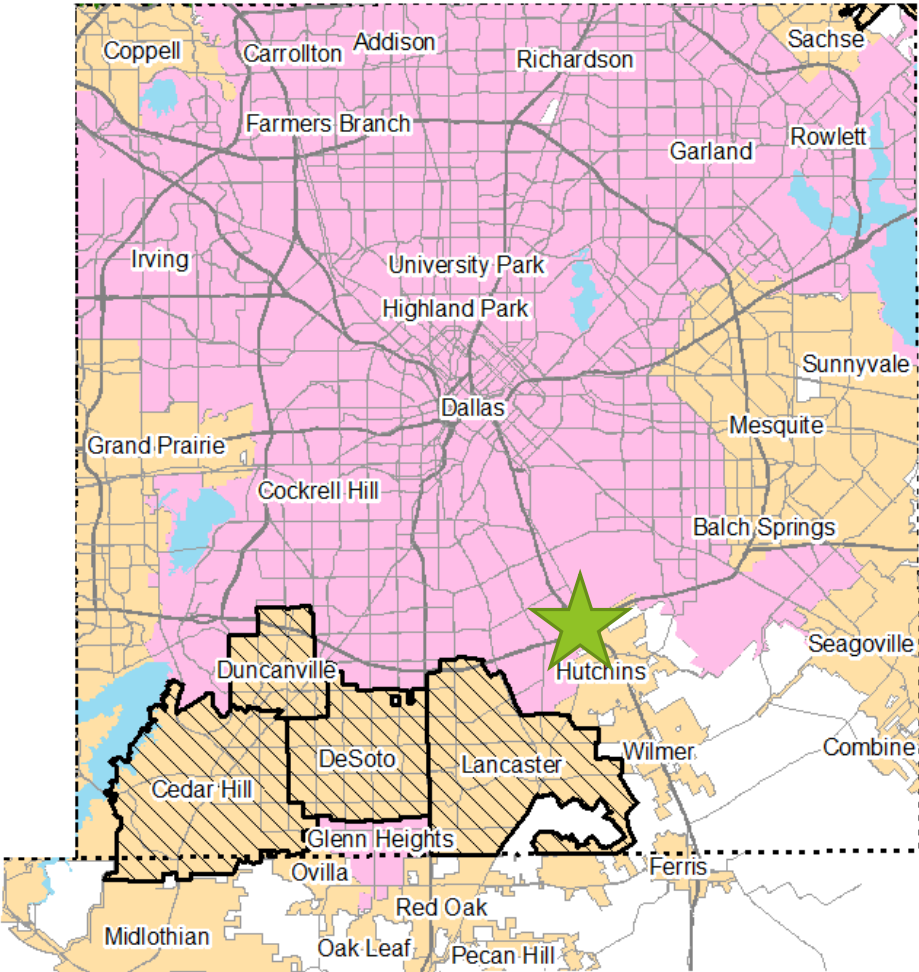 Coppell
Carrollton
Addison
Richardson
Sachse
Farmers Branch
Garland
Rowlett
Irving
University Park
Highland Park
Sunnyvale
Dallas
Mesquite
Grand Prairie
Cockrell Hill
Balch Springs
Seagoville
Duncanville
Hutchins
Wilmer
Combine
DeSoto
Lancaster
Cedar Hill
Glenn Heights
Ovilla
Ferris
Red Oak
Midlothian
Oak Leaf
Pecan Hill